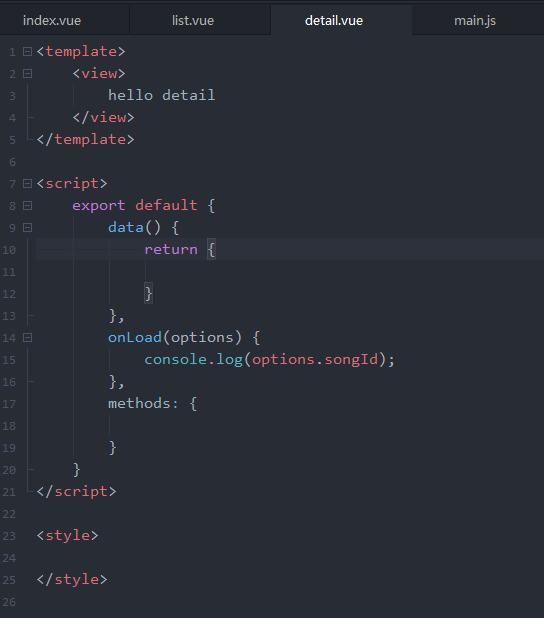 index.vue list.vue detail.vue main.js
1 <template>
2 <view>
3 hello detail
4 </view>
5 </template>
6
7 <script>
8 export default {
9 data() {
10 return {
11
12 }
13 },
14 onLoad(options) {
15 console.log(options.songId);
16 },
17 methods: {
18
19 }
20 }
21 </script>
22
23 <style>
24
25 </style>
26